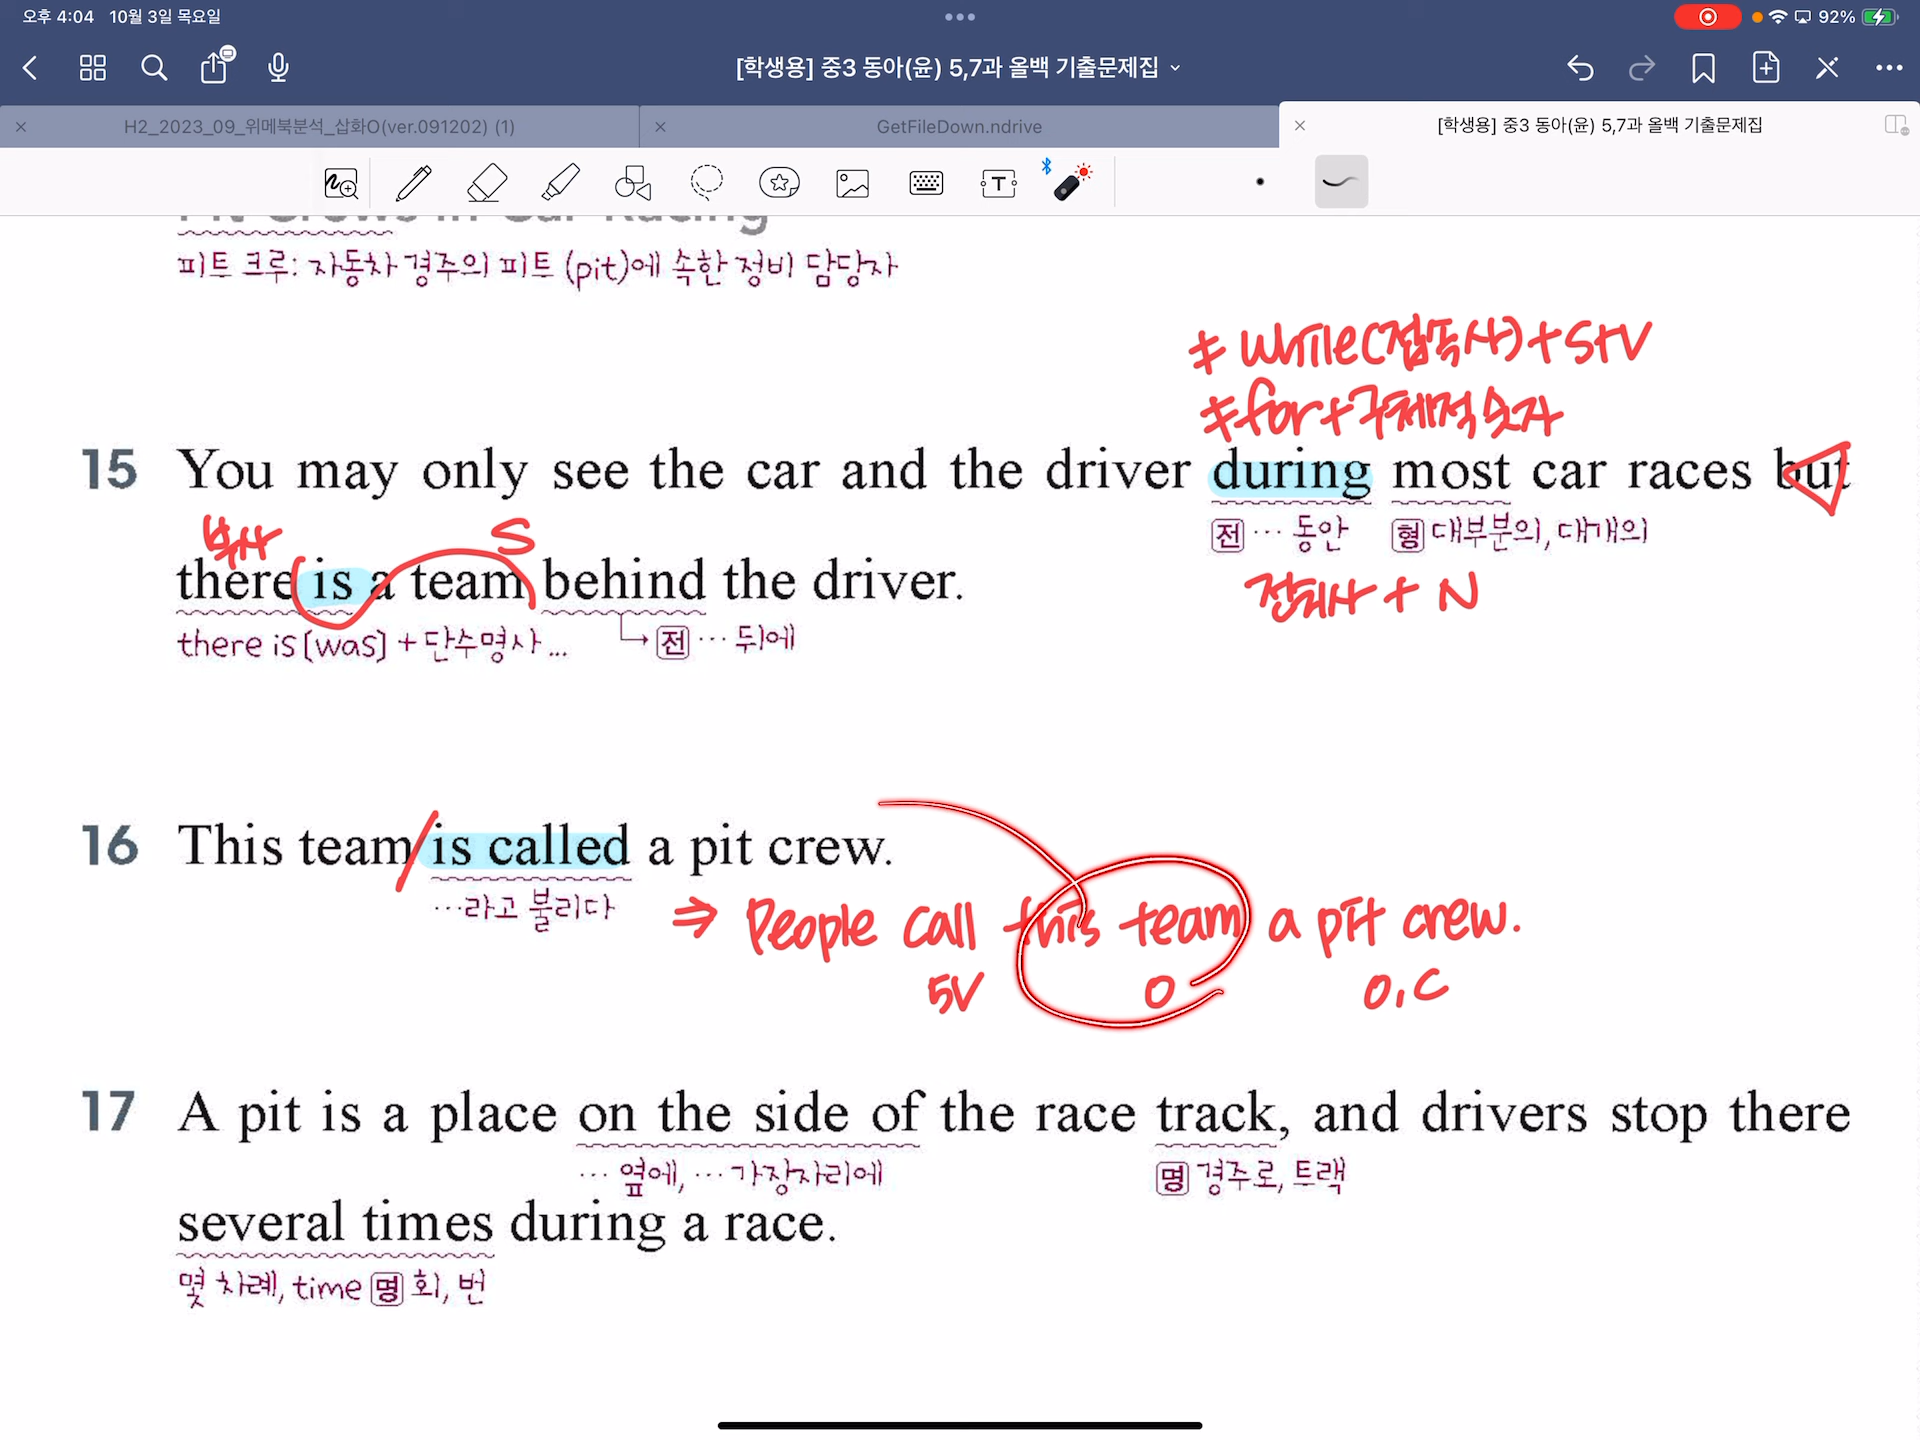 오후 4:04 10월 3일 목요일
92%
[학생용] 중3 동아(윤) 5,7과 올백 기출문제집
H2_2023_09_위메북분석_삽화O(ver.091202) (1)
GetFileDown.ndrive
[학생용] 중3 동아(윤) 5,7과 올백 기출문제집
Pit Crews in Car Racing
피트 크루: 자동차 경주의 피트 (pit)에 속한 정비 담당자
≠ while(접속사)+S+V
≠for+구체적숫자
15 You may only see the car and the driver during most car races but
전 … 동안 형 대부분의, 대개의
부사 S
there is a team behind the driver.
전치사 + N
there is [was] + 단수명사 … → 전 … 뒤에
16 This team / is called a pit crew.
…라고 불리다
⇒ People call this team a pit crew.
5V O O.C
17 A pit is a place on the side of the race track, and drivers stop there
… 옆에, … 가장자리에 명 경주로, 트랙
several times during a race.
몇 차례, time 명 회, 번